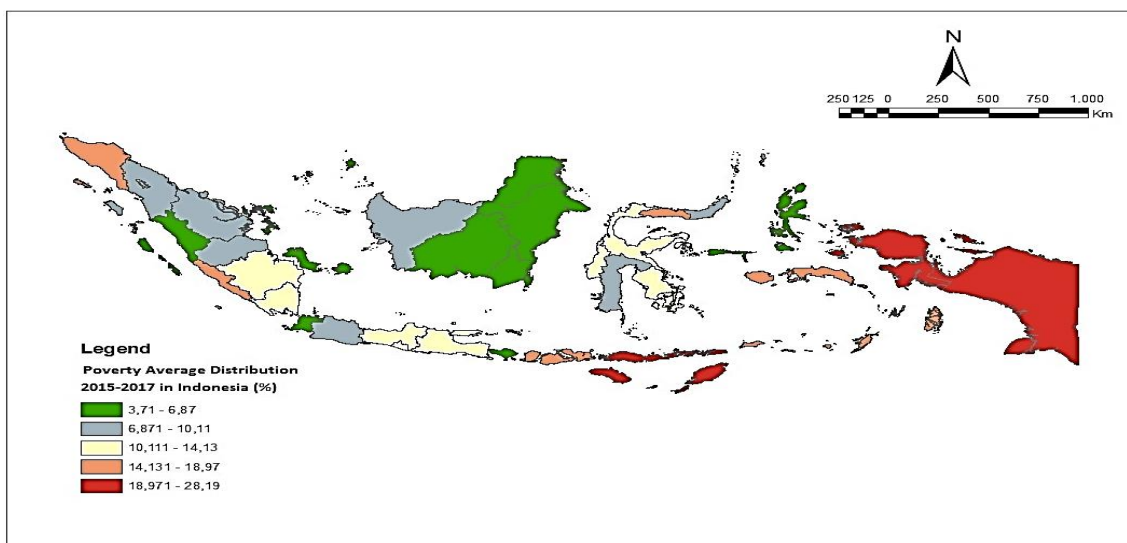 N
250 125 0 250 500 750 1.000
Km
Legend
Poverty Average Distribution
2015-2017 in Indonesia (%)
3,71 - 6,87
6,871 - 10,11
10,111 - 14,13
14,131 - 18,97
18,971 - 28,19